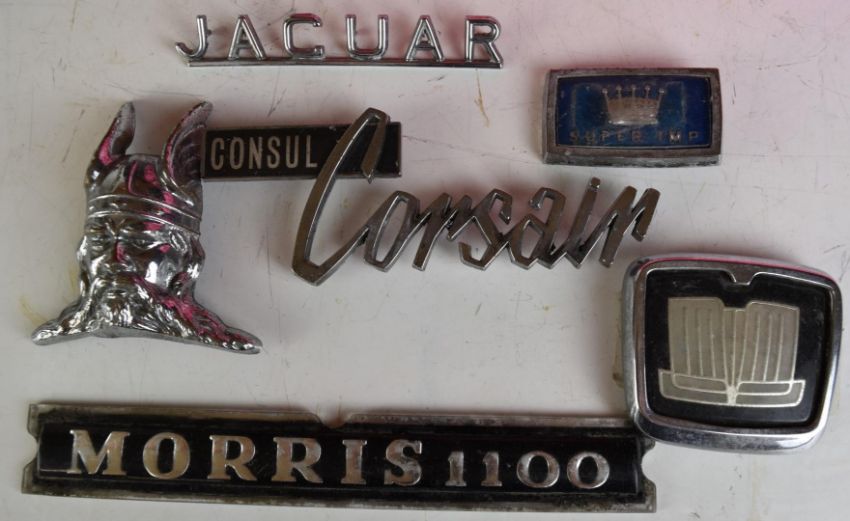 JAGUAR
SUPER IMP
CONSUL
Corsair
MORRIS 1100